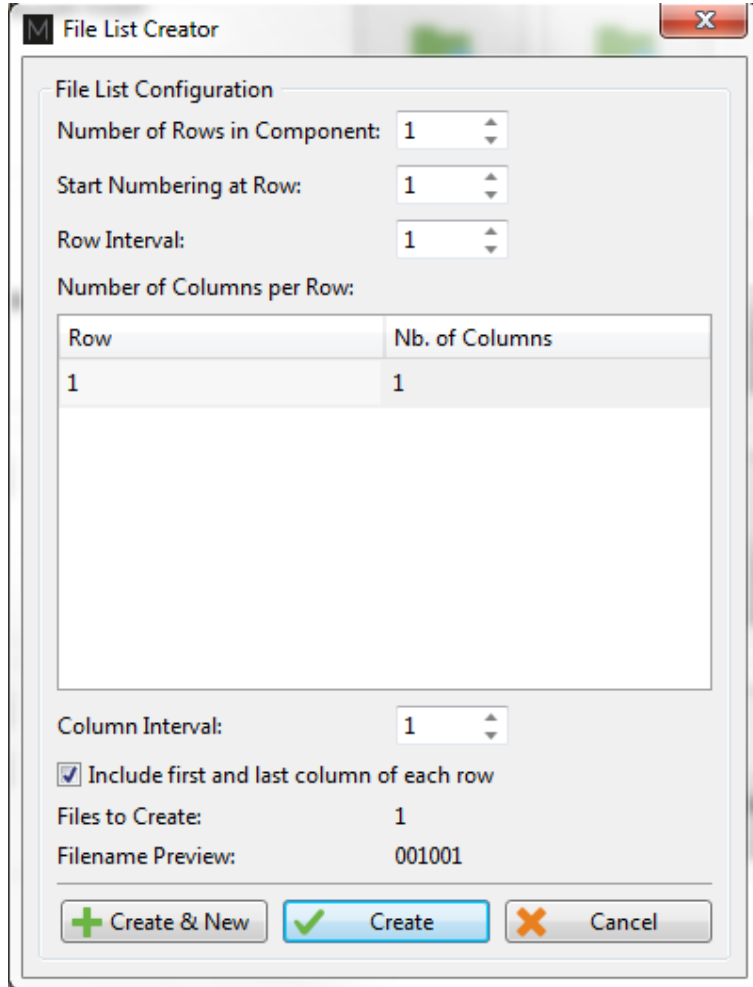 File List Creator
File List Configuration
Number of Rows in Component: 1
Start Numbering at Row: 1
Row Interval: 1
Number of Columns per Row:
Row Nb. of Columns
1 1
Column Interval: 1
Include first and last column of each row
Files to Create: 1
Filename Preview: 001001
Create & New Create Cancel